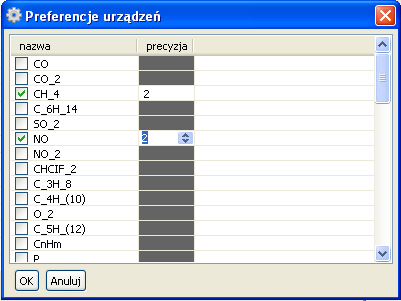 Preferencje urządzeń
nazwa precyzja
CO
CO_2
CH_4 2
C_6H_14
SO_2
NO 2
NO_2
CHCIF_2
C_3H_8
C_4H_(10)
O_2
C_5H_(12)
CnHm
P
OK Anuluj